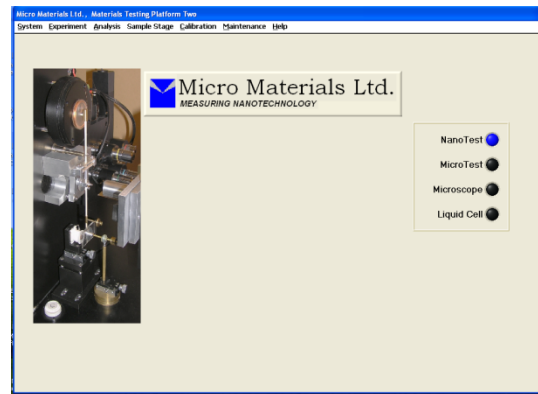 Micro Materials Ltd., Materials Testing Platform Two
System Experiment Analysis Sample Stage Calibration Maintenance Help
Micro Materials Ltd.
MEASURING NANOTECHNOLOGY
NanoTest
MicroTest
Microscope
Liquid Cell